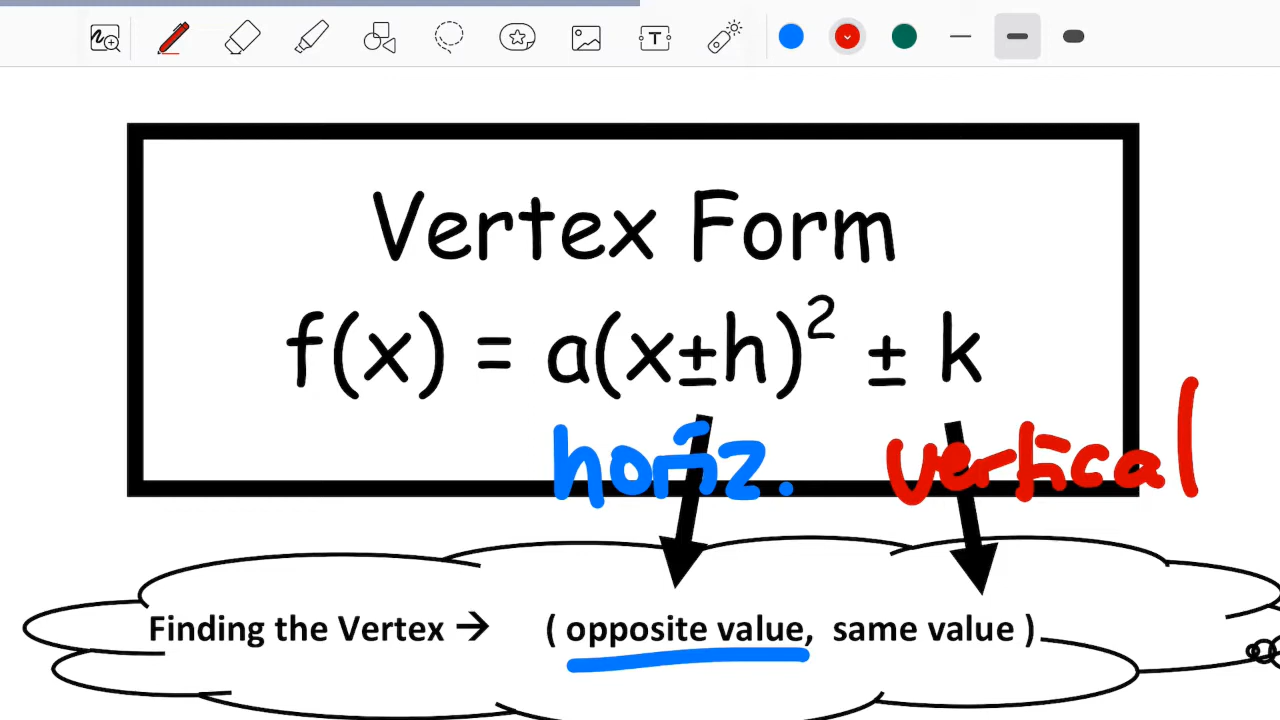 Vertex Form
f(x) = a(x±h)² ± k
horiz. vertical
Finding the Vertex → ( opposite value, same value )